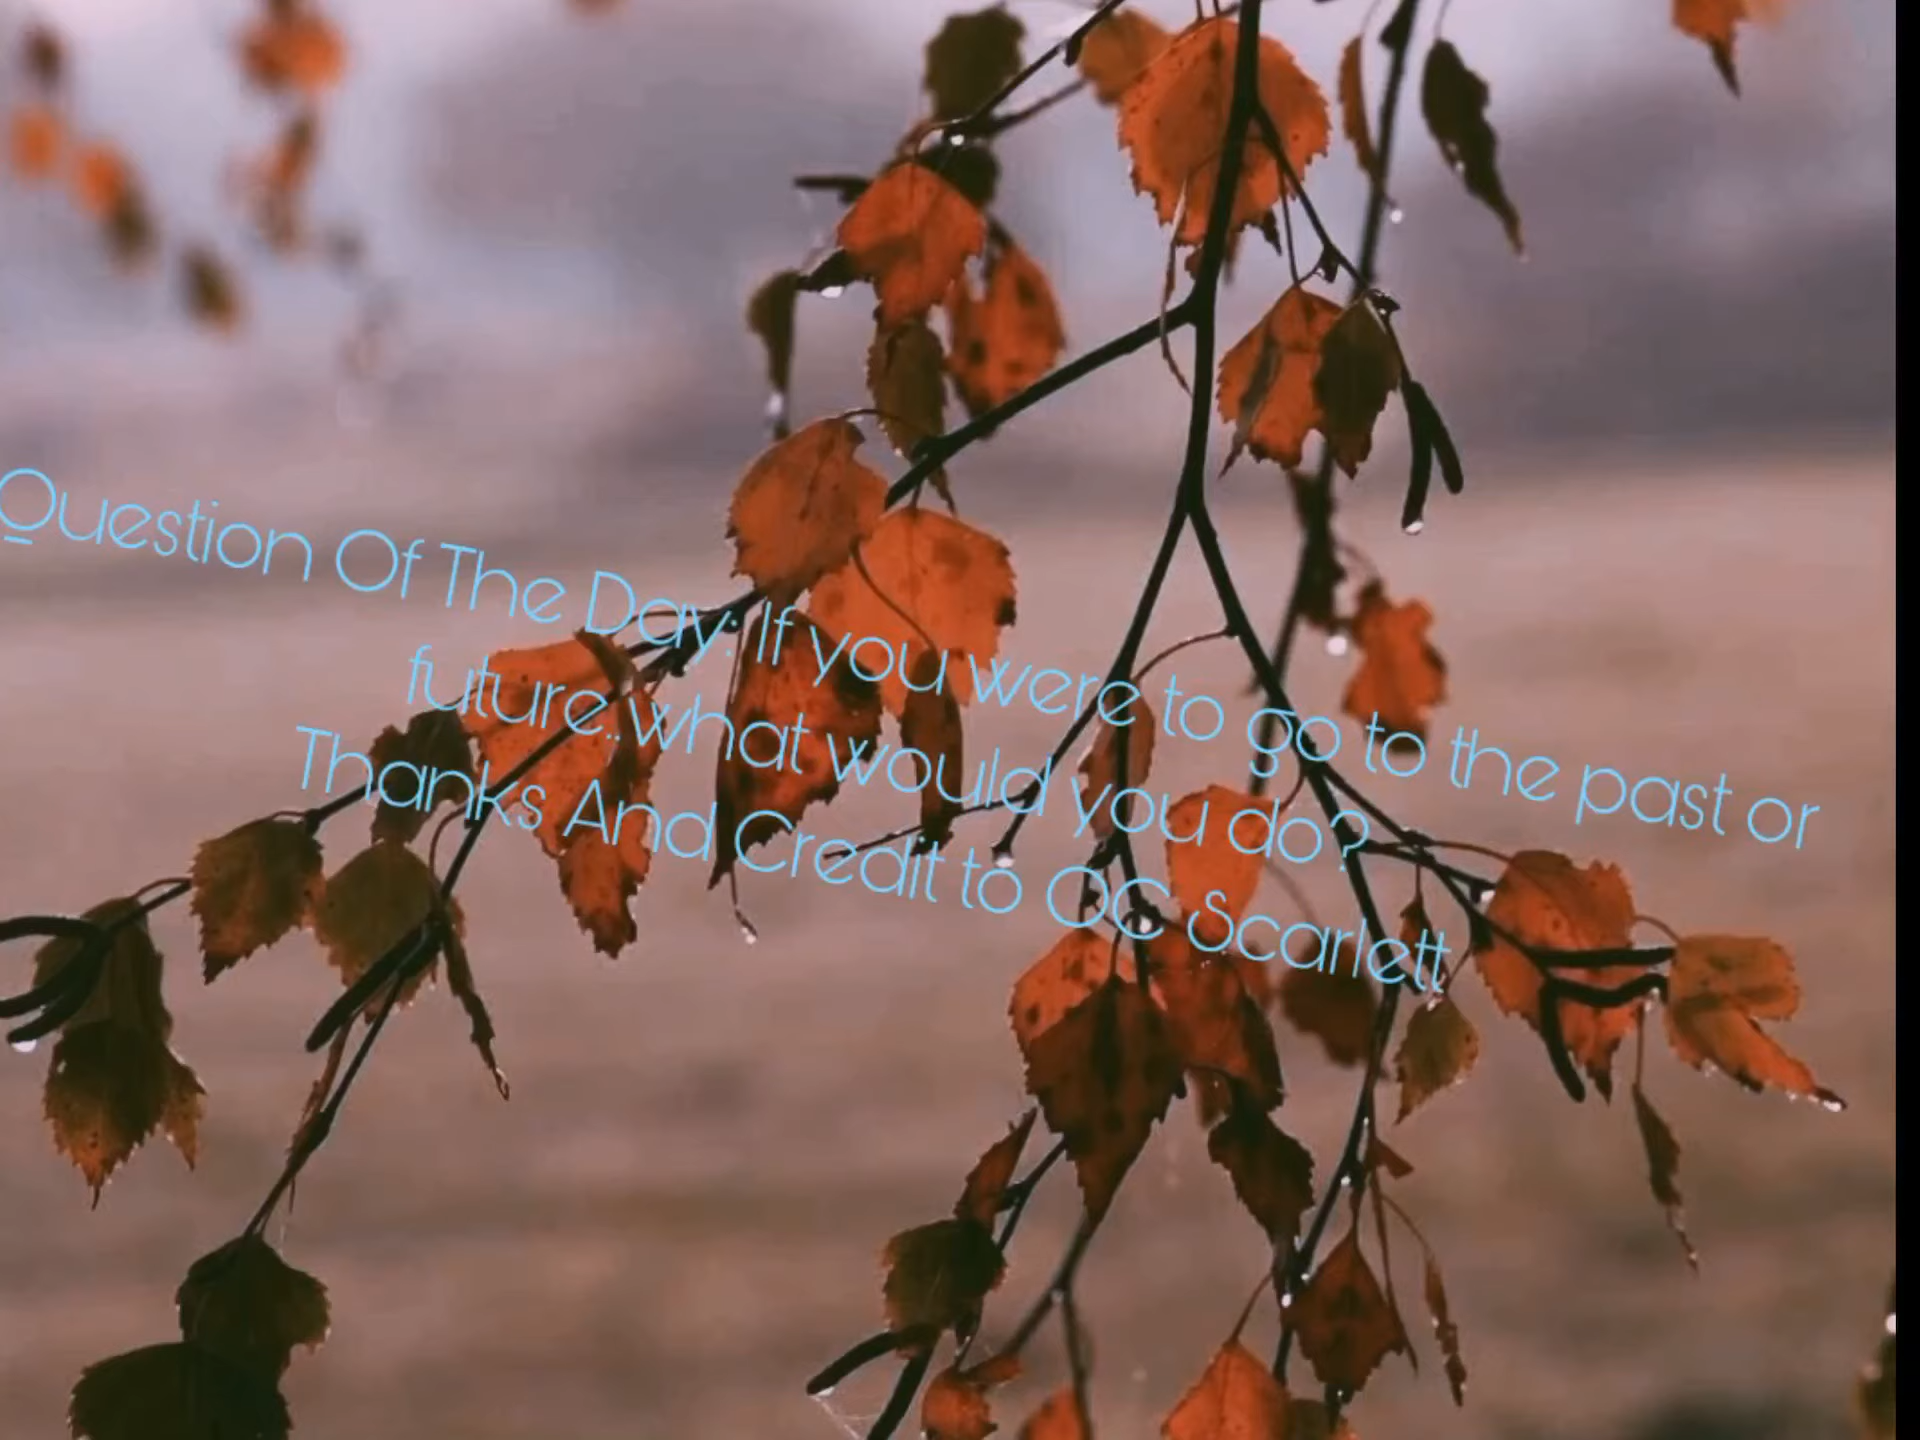 Question Of The Day: If you were to go to the past or
future..what would you do?
Thanks And Credit to OC Scarlett